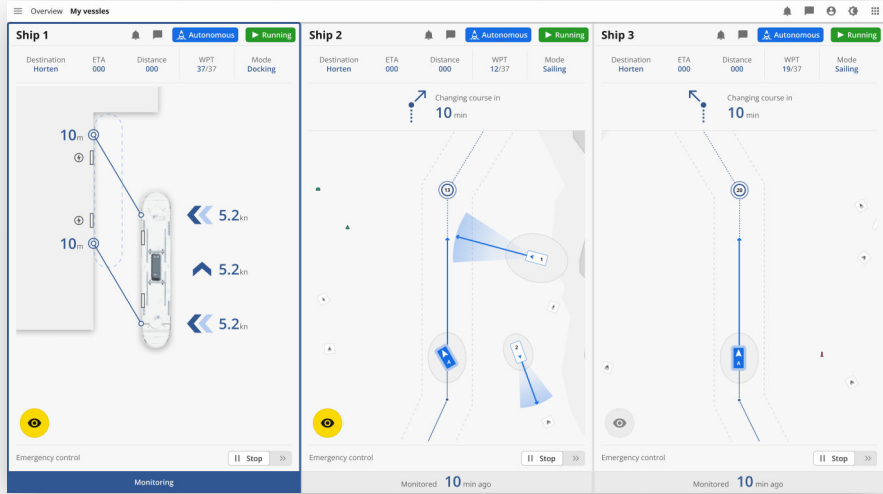 Overview My vessles
Ship 1
Autonomous
Running
Destination ETA Distance WPT Mode
Horten 000 000 37/37 Docking
10m
10m
5.2kn
5.2kn
5.2kn
Emergency control
Stop
Monitoring
Ship 2
Autonomous
Running
Destination ETA Distance WPT Mode
Horten 000 000 12/37 Sailing
Changing course in
10 min
13
1
2
A
Emergency control
Stop
Monitored 10 min ago
Ship 3
Autonomous
Running
Destination ETA Distance WPT Mode
Horten 000 000 19/37 Sailing
Changing course in
10 min
20
A
Emergency control
Stop
Monitored 10 min ago